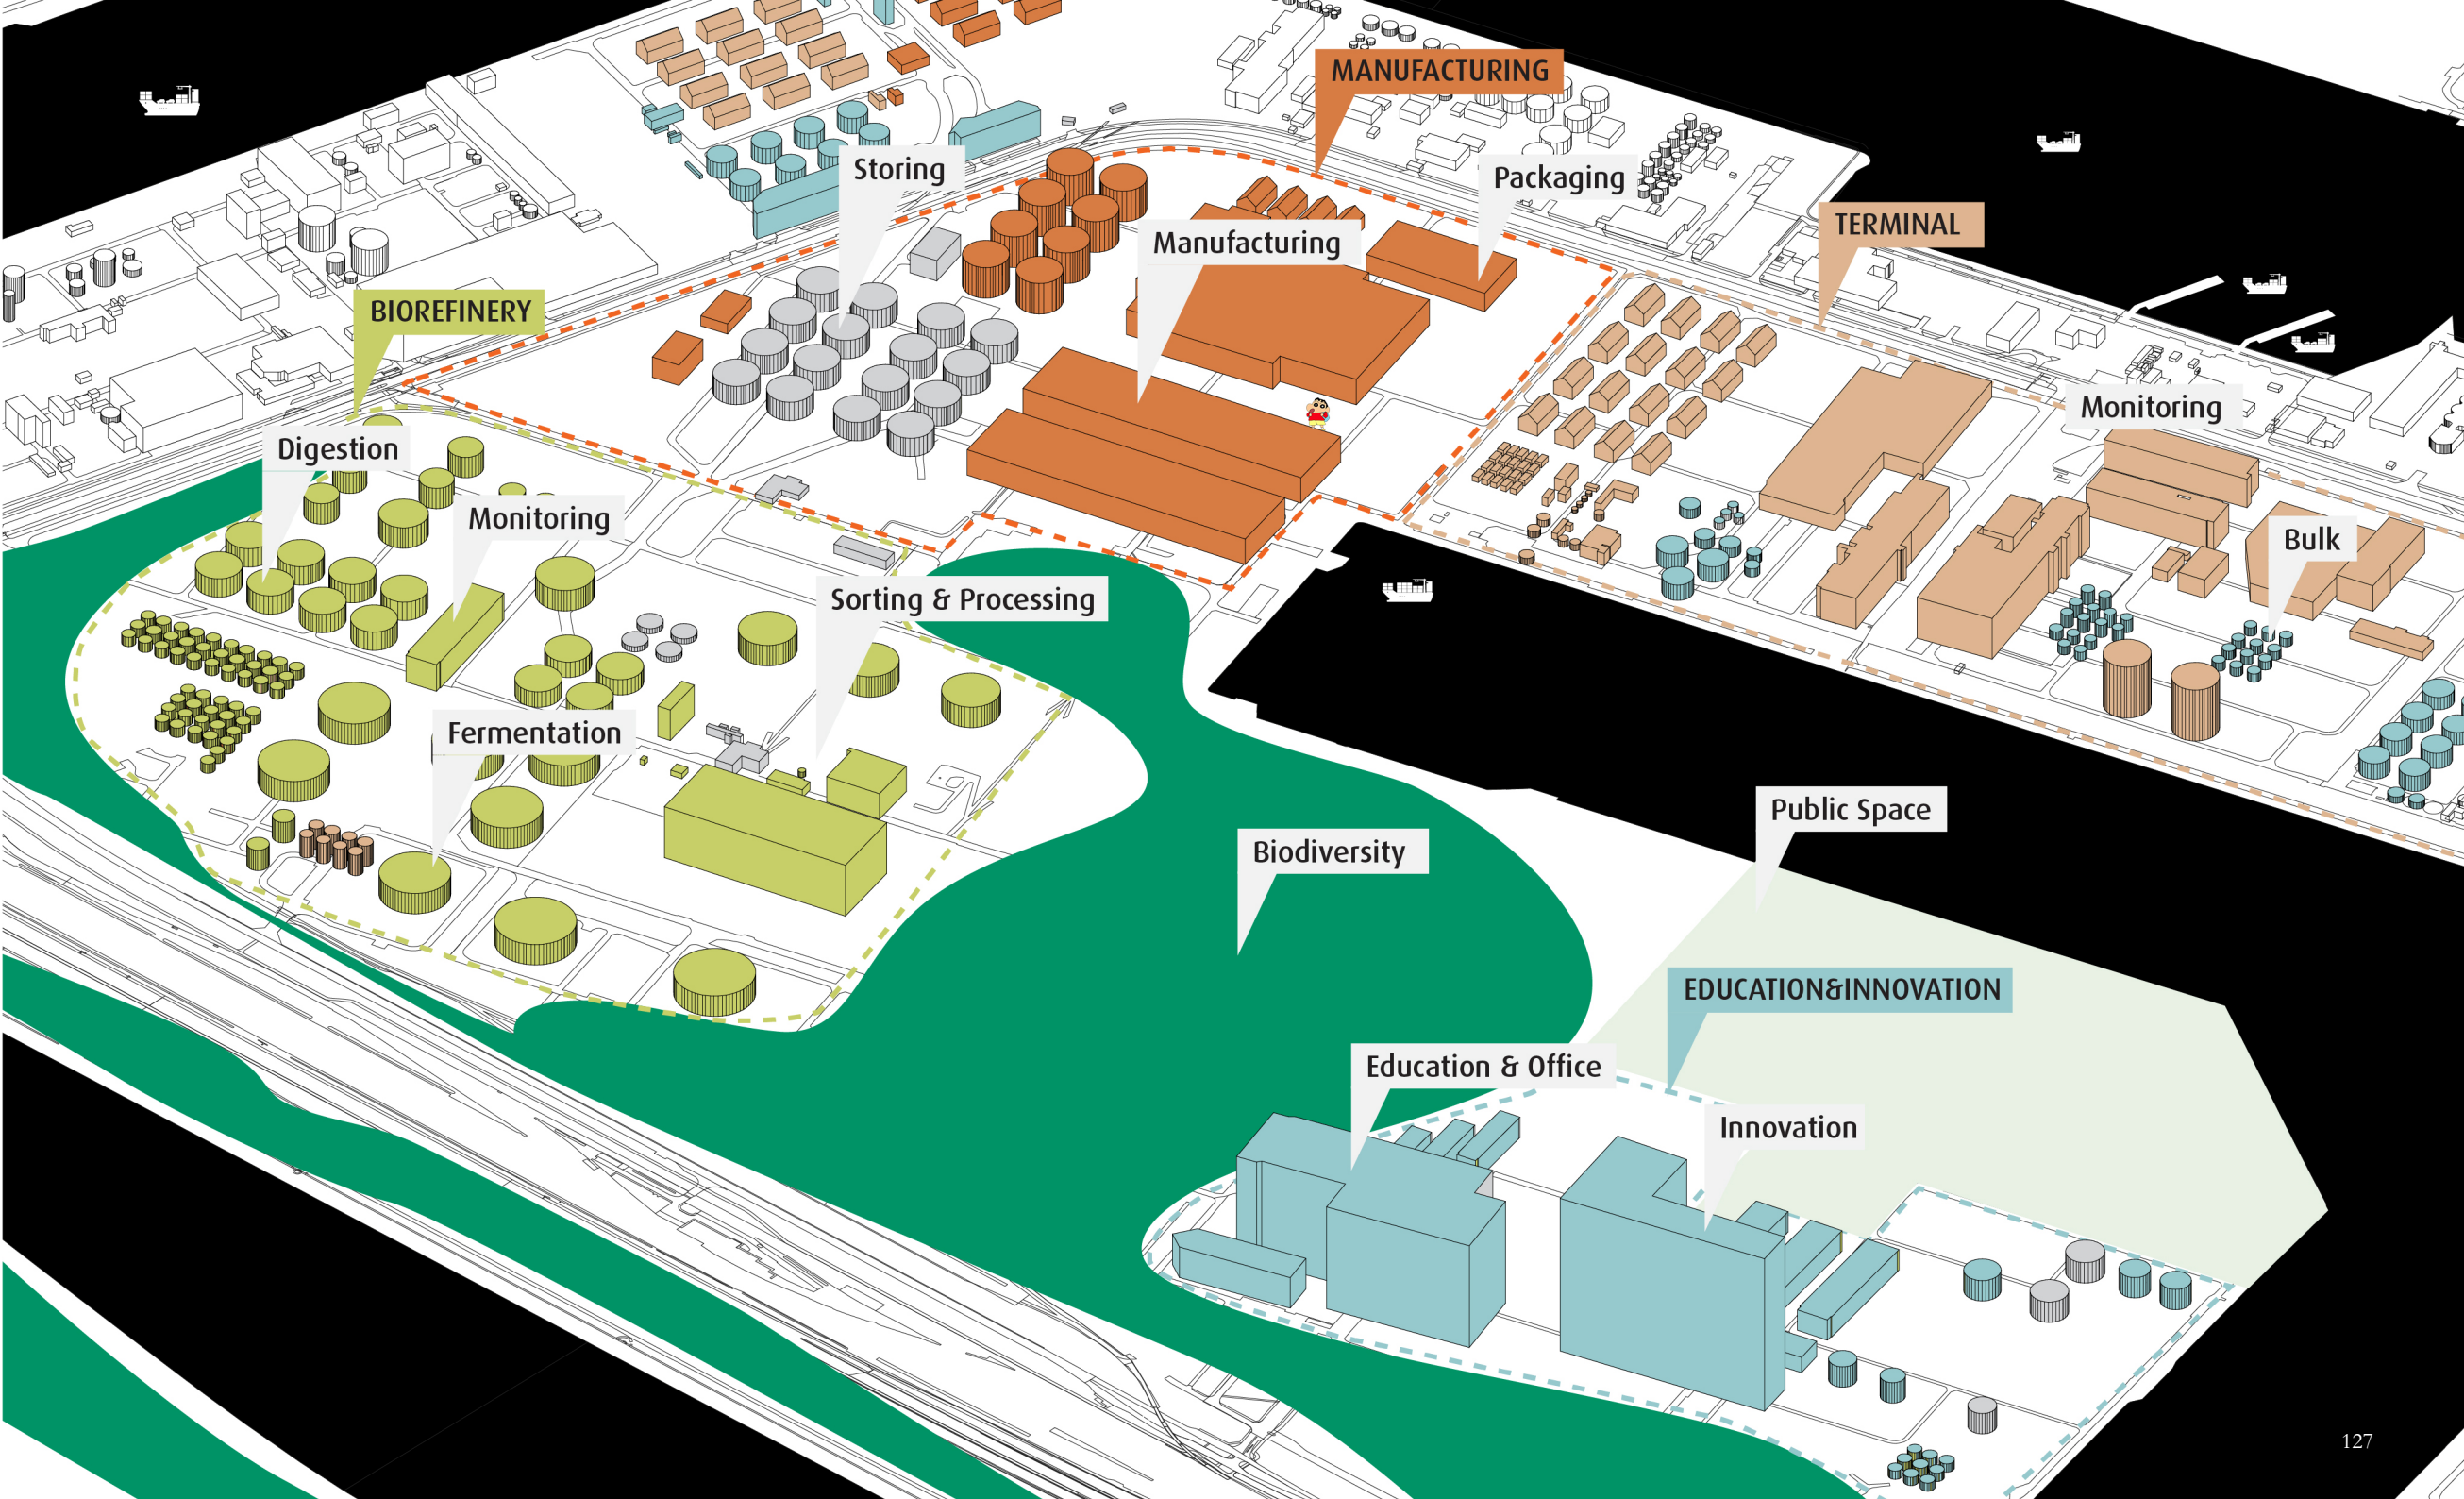 MANUFACTURING
Storing
Packaging
TERMINAL
Manufacturing
BIOREFINERY
Monitoring
Digestion
Monitoring
Bulk
Sorting & Processing
Fermentation
Public Space
Biodiversity
EDUCATION&INNOVATION
Education & Office
Innovation
127